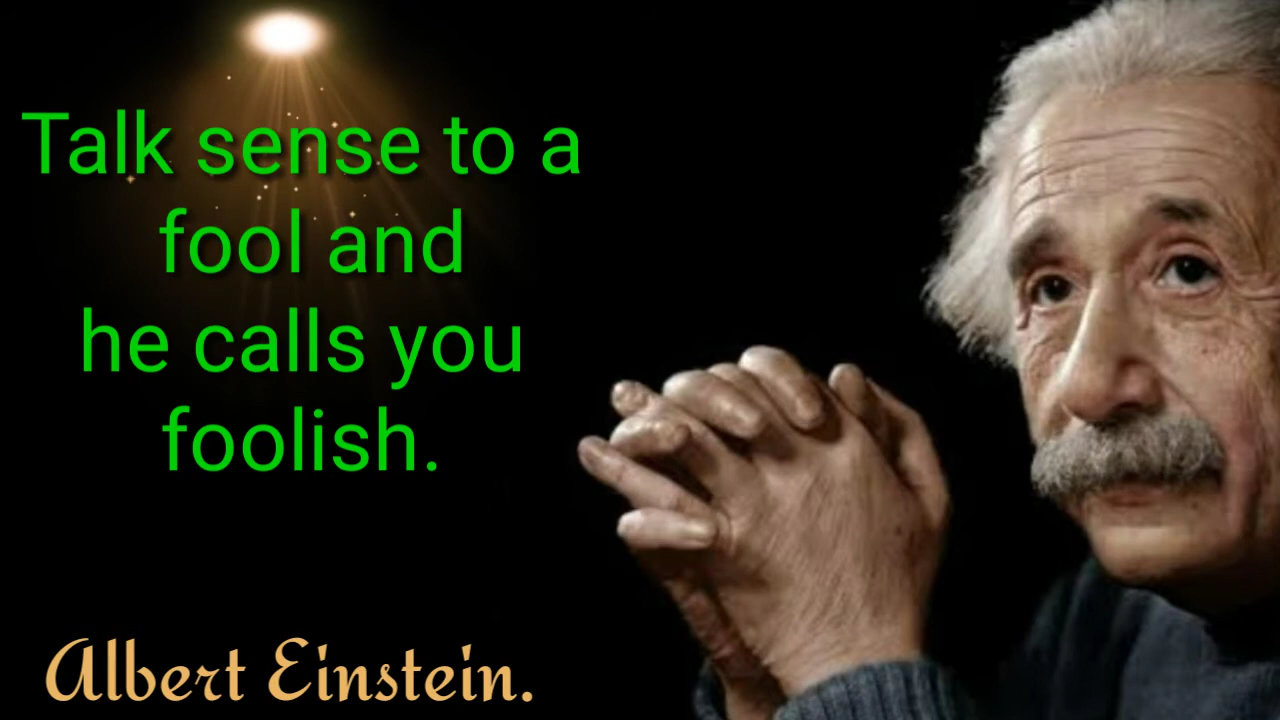 Talk sense to a
fool and
he calls you
foolish.
Albert Einstein.